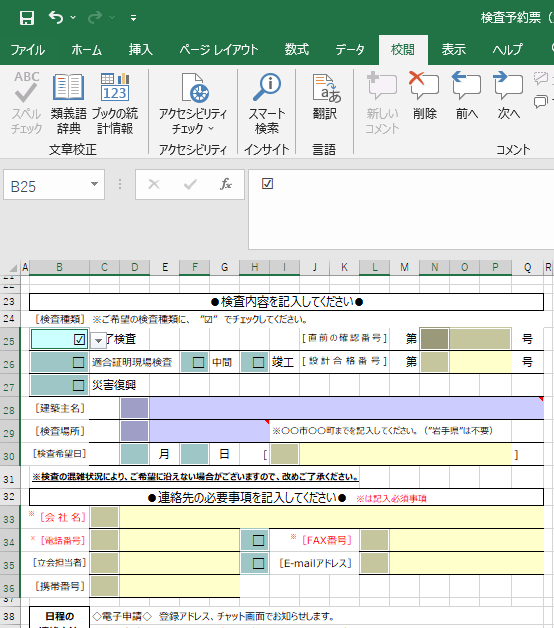 検査予約票（
ファイル ホーム 挿入 ページ レイアウト 数式 データ 校閲 表示 ヘルプ
ABC スペル チェック 類義語 辞典 123 ブックの統 計情報 アクセシビリティ チェック スマート 検索 あa 翻訳 新しい コメント 削除 前へ 次へ
文章校正 アクセシビリティ インサイト 言語 コメント
B25 fx ☑
A B C D E F G H I J K L M N O P Q R
22
23 ●検査内容を記入してください●
24 [検査種類] ※ご希望の検査種類に、 “☑” でチェックしてください。
25 ☑ 了検査 [直前の確認番号] 第 号
26 ☐ 適合証明現場検査 ☐ 中間 ☐ 竣工 [設計合格番号] 第 号
27 ☐ 災害復興
28 [建築主名]
29 [検査場所] ※〇〇市〇〇町までを記入してください。（"岩手県"は不要）
30 [検査希望日] 月 日 [ ]
31 ※検査の混雑状況により、ご希望に沿えない場合がございますので、改めご了承ください。
32 ●連絡先の必要事項を記入してください● ※は記入必須事項
33 ※ [会 社 名]
34 ※ [電話番号] ☐ ※ [FAX番号]
35 [立会担当者] ☐ [E-mailアドレス]
36 [携帯番号]
37
38 日程の ◇電子申請◇ 登録アドレス、チャット画面でお知らせします。